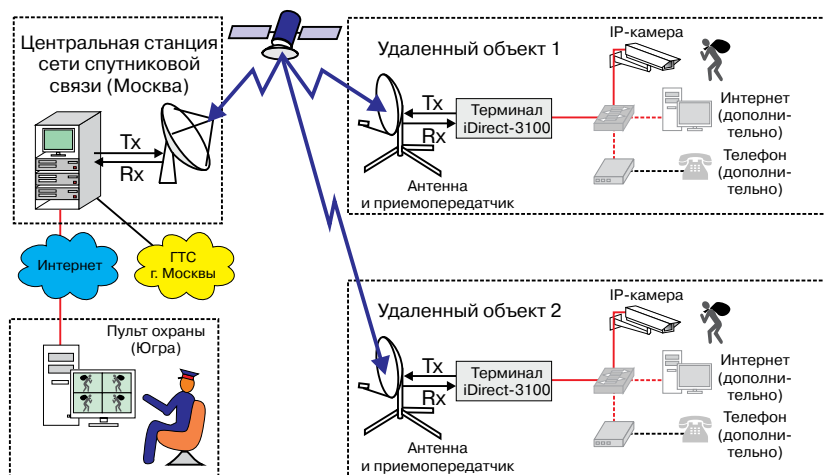 Центральная станция
сети спутниковой
связи (Москва)
Tx
Rx
Интернет
ГТС
г. Москвы
Пульт охраны
(Югра)
Удаленный объект 1
IP-камера
Tx
Rx
Терминал
iDirect-3100
Интернет
(дополни-
тельно)
Телефон
(дополни-
тельно)
Антенна
и приемопередатчик
Удаленный объект 2
IP-камера
Tx
Rx
Терминал
iDirect-3100
Интернет
(дополни-
тельно)
Телефон
(дополни-
тельно)
Антенна
и приемопередатчик